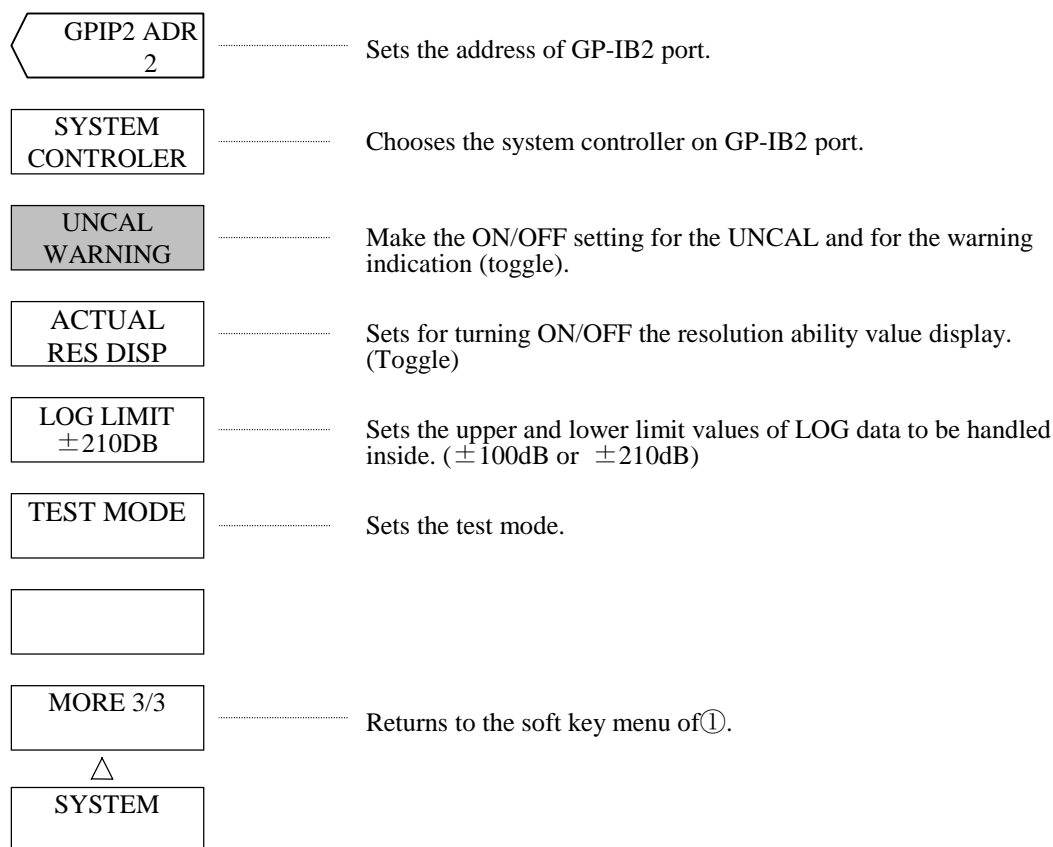 GPIP2 ADR
2
Sets the address of GP-IB2 port.
SYSTEM
CONTROLER
Chooses the system controller on GP-IB2 port.
UNCAL
WARNING
Make the ON/OFF setting for the UNCAL and for the warning
indication (toggle).
ACTUAL
RES DISP
Sets for turning ON/OFF the resolution ability value display.
(Toggle)
LOG LIMIT
±210DB
Sets the upper and lower limit values of LOG data to be handled
inside. (±100dB or ±210dB)
TEST MODE
Sets the test mode.
MORE 3/3
Returns to the soft key menu of①.
SYSTEM